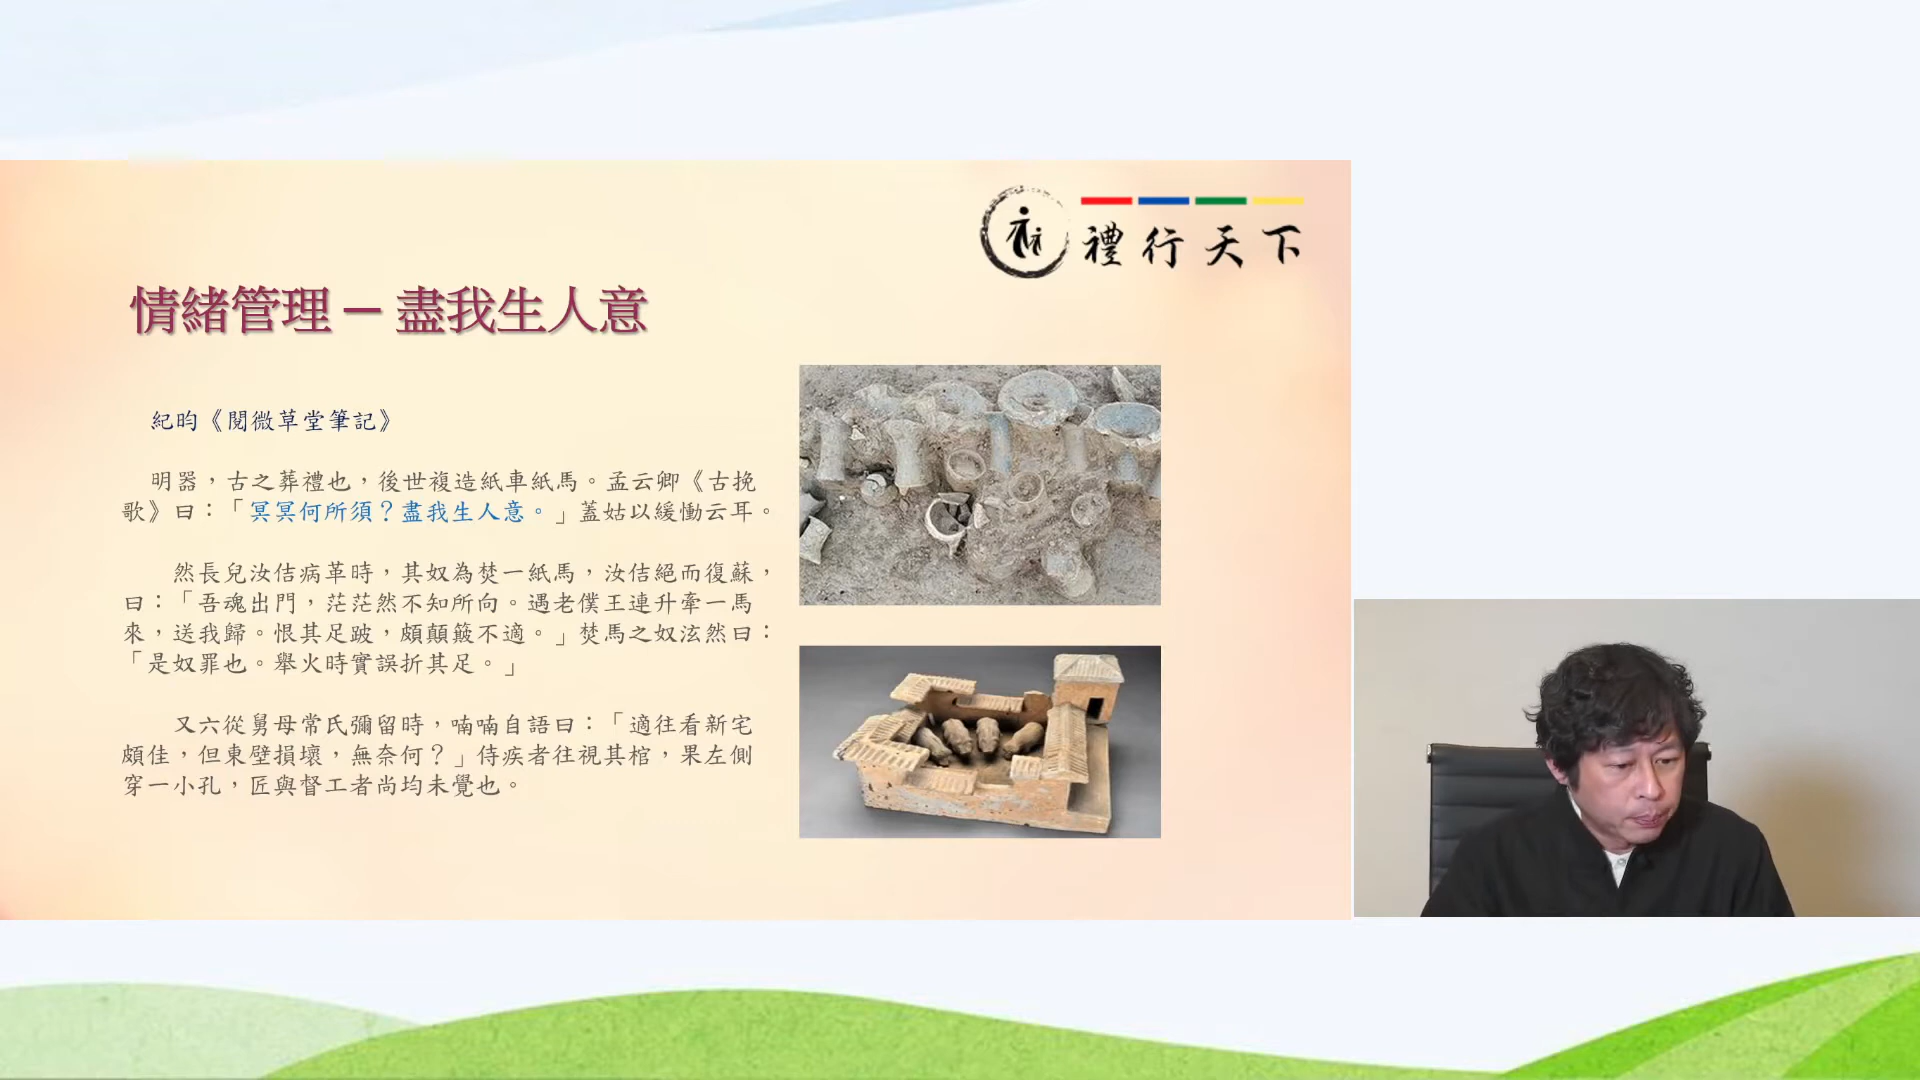 禮行天下
情緒管理 – 盡我生人意
紀昀《閱微草堂筆記》
明器，古之葬禮也，後世複造紙車紙馬。孟云卿《古挽
歌》曰：「冥冥何所須？盡我生人意。」蓋姑以緩慟云耳。
然長兒汝佶病革時，其奴為焚一紙馬，汝佶絕而復蘇，
曰：「吾魂出門，茫茫然不知所向。遇老僕王連升牽一馬
來，送我歸。恨其足跛，頗顛簸不適。」焚馬之奴泫然曰：
「是奴罪也。舉火時實誤折其足。」
又六從舅母常氏彌留時，喃喃自語曰：「適往看新宅
頗佳，但東壁損壞，無奈何？」侍疾者往視其棺，果左側
穿一小孔，匠與督工者尚均未覺也。